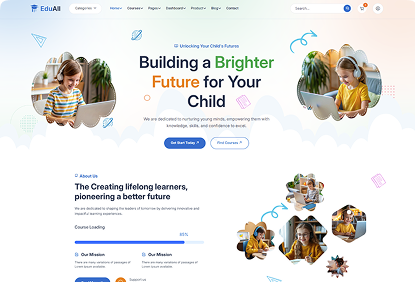 EduAll
Categories
Home Courses Pages Dashboard Product Blog Contact
Search...
Unlocking Your Child's Futures
Building a Brighter
Future for Your
Child
We are dedicated to nurturing young minds, empowering them with
knowledge, skills, and confidence to excel.
Get Start Today
Find Courses
About Us
The Creating lifelong learners,
pioneering a better future
We are dedicated to shaping the leaders of tomorrow by delivering innovative and
impactful learning experiences.
Course Loading
85%
Our Mission Our Mission
There are many variations of passages of There are many variations of passages of
Lorem Ipsum available. Lorem Ipsum available.
Support Us